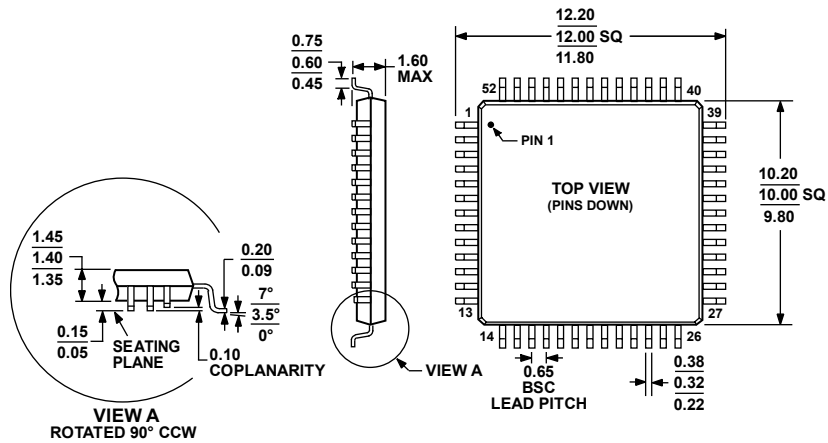 0.75
0.60
0.45
1.60
MAX
12.20
12.00 SQ
11.80
52
40
1
39
PIN 1
TOP VIEW
(PINS DOWN)
10.20
10.00 SQ
9.80
13
27
14
26
1.45
1.40
1.35
0.20
0.09
7°
3.5°
0°
0.15
0.05
SEATING
PLANE
0.10
COPLANARITY
VIEW A
0.65
BSC
LEAD PITCH
0.38
0.32
0.22
VIEW A
ROTATED 90° CCW